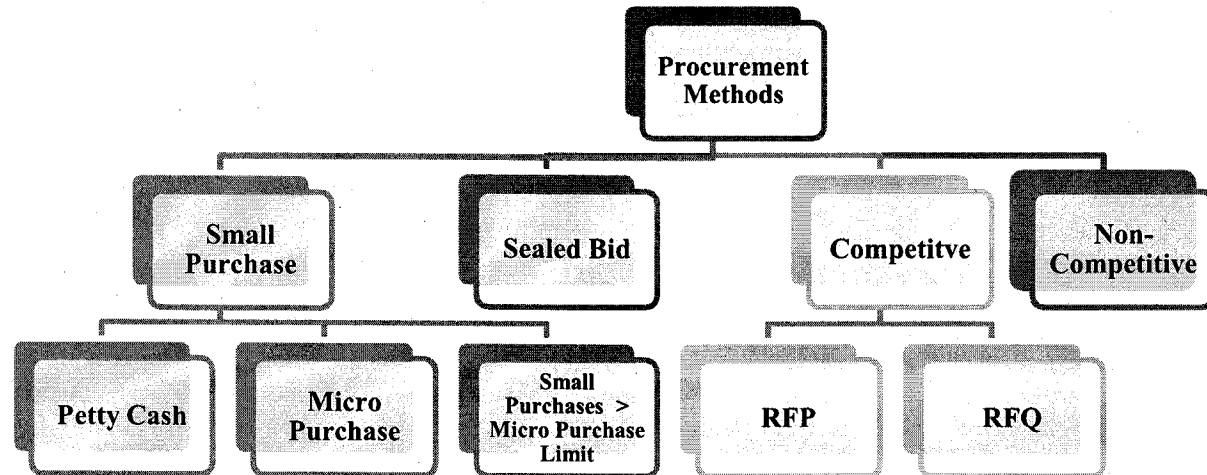 Procurement
Methods
Small
Purchase
Sealed Bid
Competitve
Non-
Competitive
Petty Cash
Micro
Purchase
Small
Purchases >
Micro Purchase
Limit
RFP
RFQ